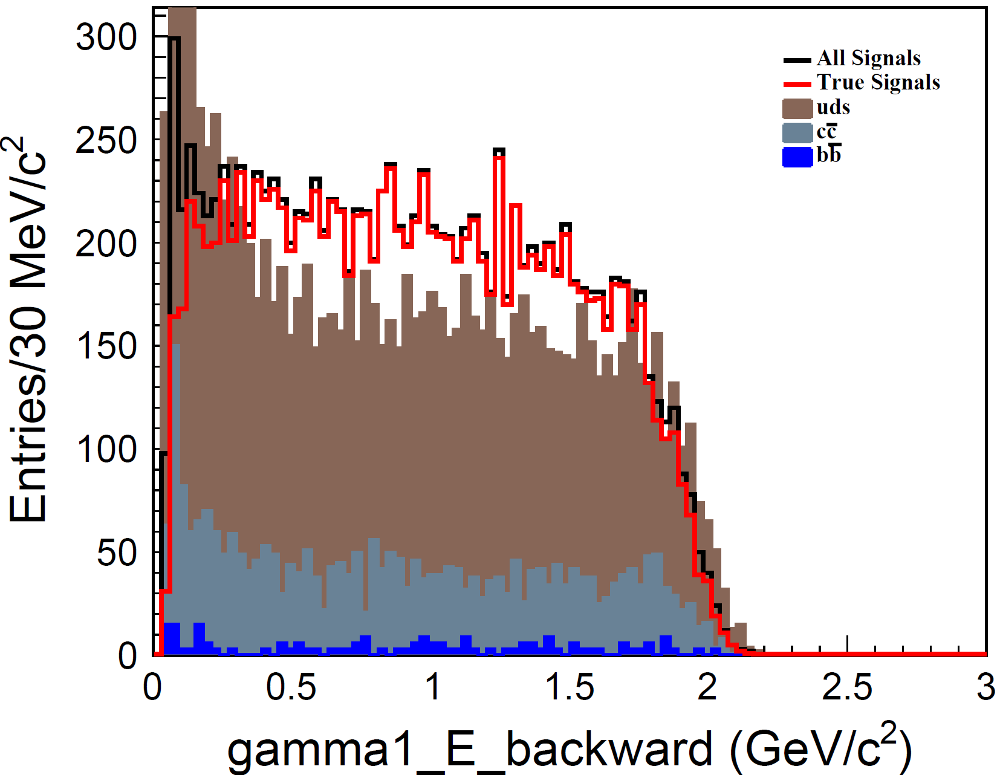 Entries/30 MeV/c²
300
250
200
150
100
50
0
All Signals
True Signals
uds
cc̅
bb̅
0 0.5 1 1.5 2 2.5 3
gamma1_E_backward (GeV/c²)